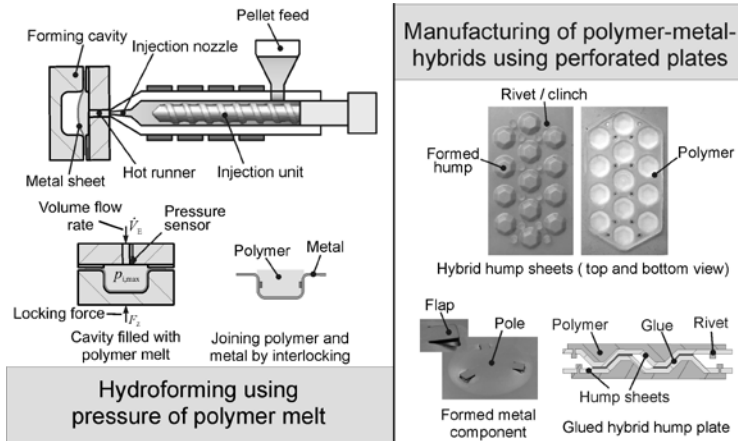 Pellet feed
Forming cavity
Injection nozzle
Metal sheet
Hot runner
Injection unit
Volume flow
rate
V̇E
Pressure
sensor
pi,max
Locking force
FZ
Cavity filled with
polymer melt
Polymer
Metal
Joining polymer and
metal by interlocking
Hydroforming using
pressure of polymer melt
Manufacturing of polymer-metal-
hybrids using perforated plates
Rivet / clinch
Formed
hump
Polymer
Hybrid hump sheets ( top and bottom view)
Flap
Pole
Formed metal
component
Polymer
Glue
Rivet
Hump sheets
Glued hybrid hump plate